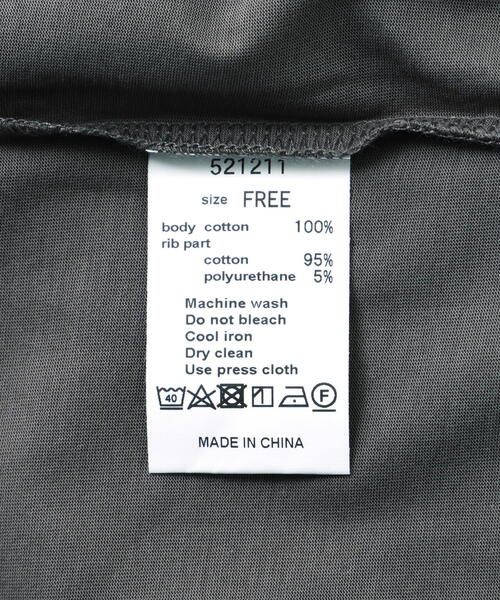 521211
size FREE
body cotton 100%
rib part
cotton 95%
polyurethane 5%
Machine wash
Do not bleach
Cool iron
Dry clean
Use press cloth
40 F
MADE IN CHINA